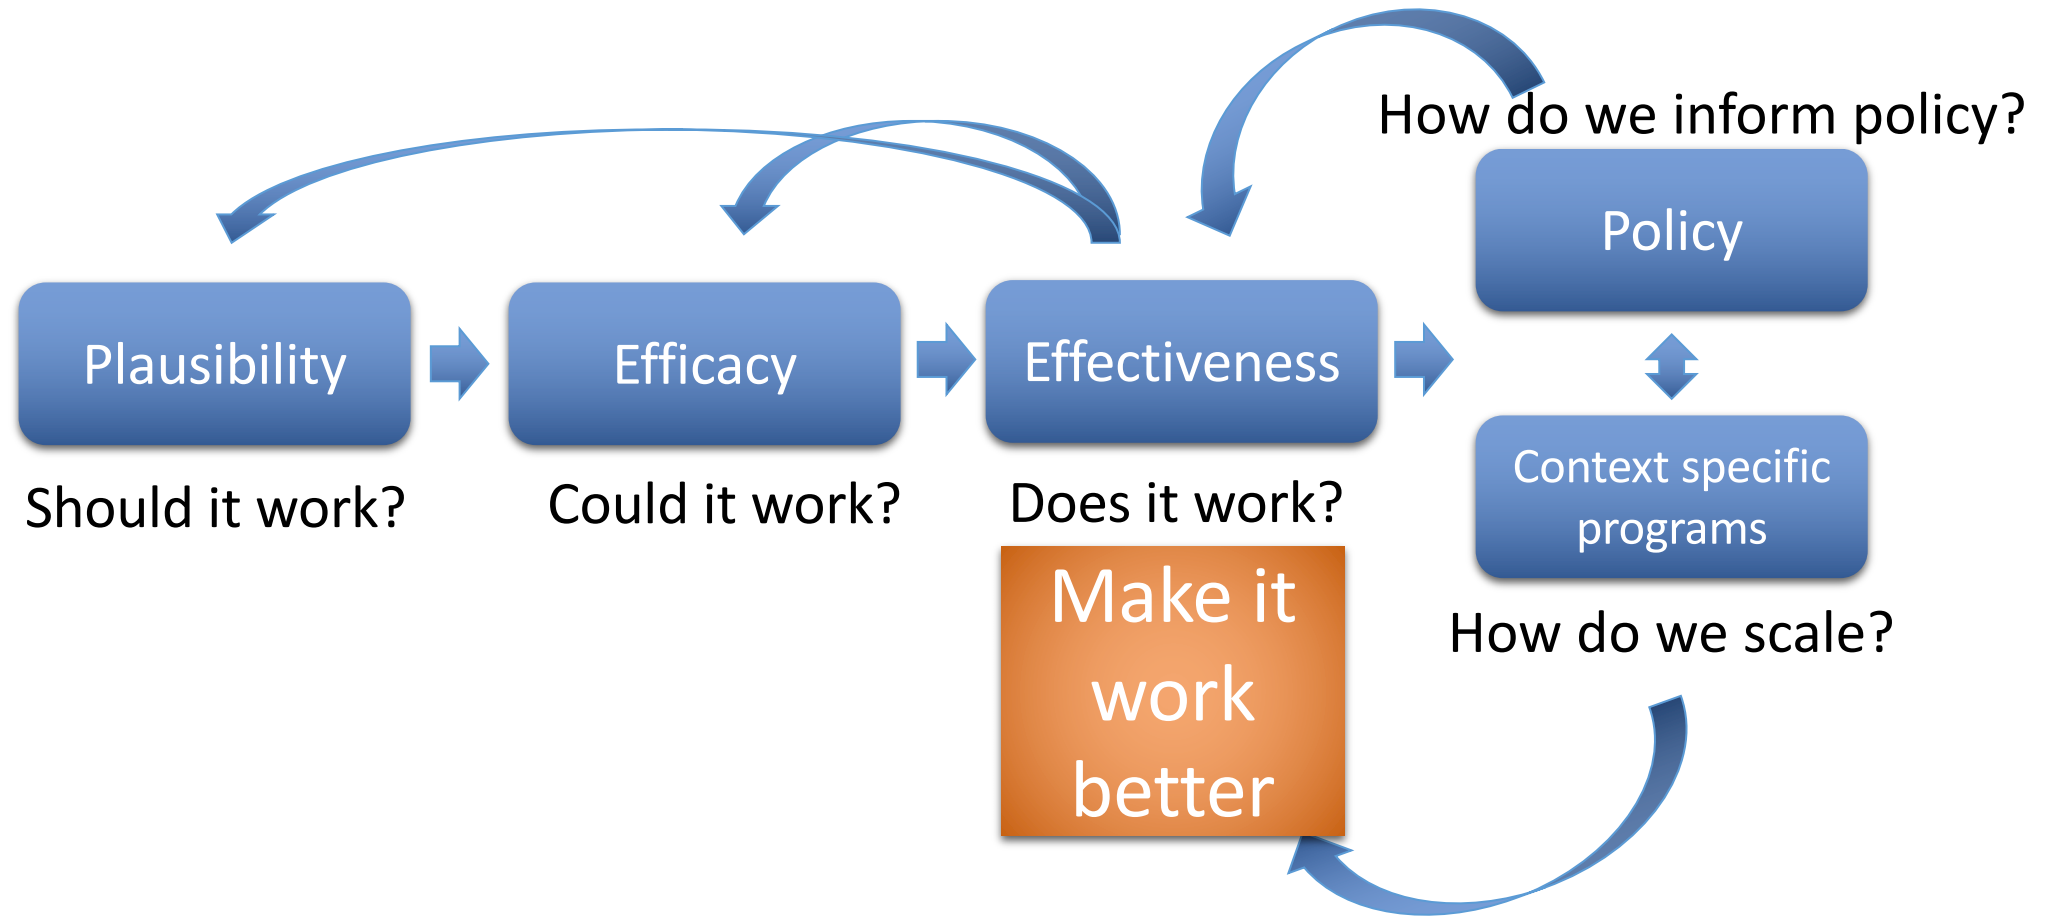 How do we inform policy?
Policy
Plausibility
Efficacy
Effectiveness
Context specific
programs
Should it work?
Could it work?
Does it work?
Make it
work
better
How do we scale?